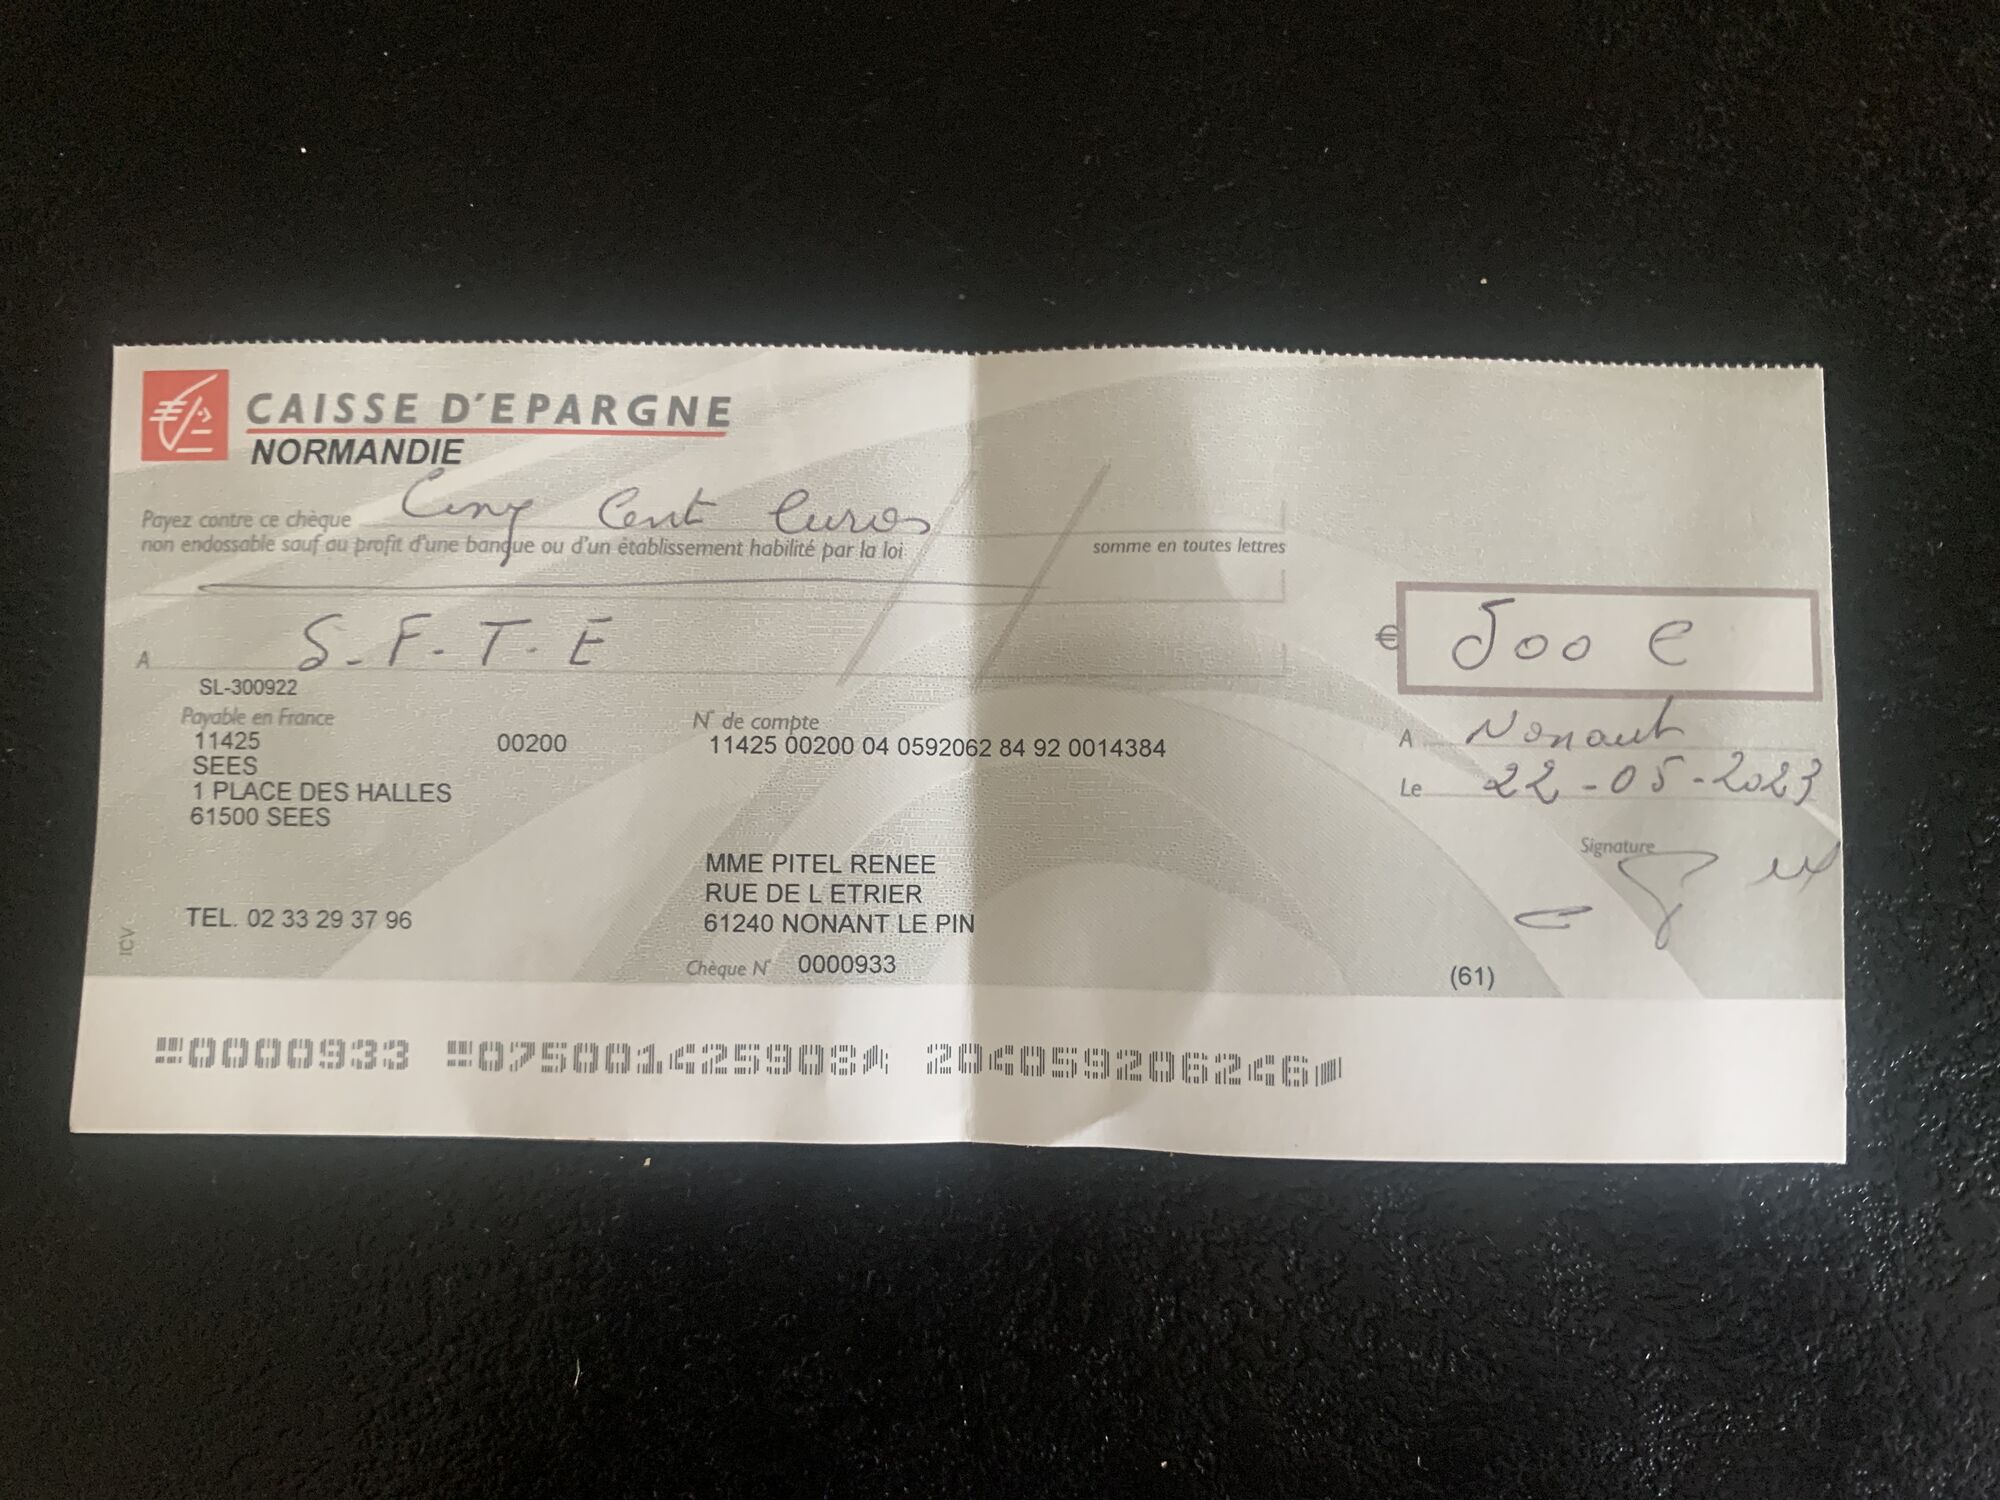 CAISSE D'EPARGNE
NORMANDIE
Payez contre ce chèque Cinq Cent Euros
non endossable sauf au profit d'une banque ou d'un établissement habilité par la loi somme en toutes lettres
A S.F.T.E
€ 500 €
SL-300922
Payable en France
11425 00200
SEES
1 PLACE DES HALLES
61500 SEES
TEL. 02 33 29 37 96
N° de compte
11425 00200 04 0592062 84 92 0014384
A Nonant
Le 22-05-2023
Signature
MME PITEL RENEE
RUE DE L ETRIER
61240 NONANT LE PIN
Chèque N° 0000933
(61)
ICV
0000933 075001425908 204059206246